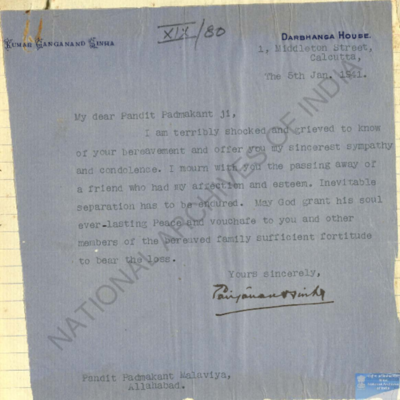 XIX/80
KUMAR GANGANAND SINHA
DARBHANGA HOUSE.
1, Middleton Street,
Calcutta,
The 8th Jan. 1941.
My dear Pandit Padmakant ji,
I am terribly shocked and grieved to know
of your bereavement and offer you my sincerest sympathy
and condolence. I mourn with you the passing away of
a friend who had my affection and esteem. Inevitable
separation has to be endured. May God grant his soul
ever-lasting Peace and vouchsafe to you and other
members of the bereaved family sufficient fortitude
to bear the loss.
Yours sincerely,
Pandit Padmakant Malaviya,
Allahabad.
NATIONAL ARCHIVES OF INDIA